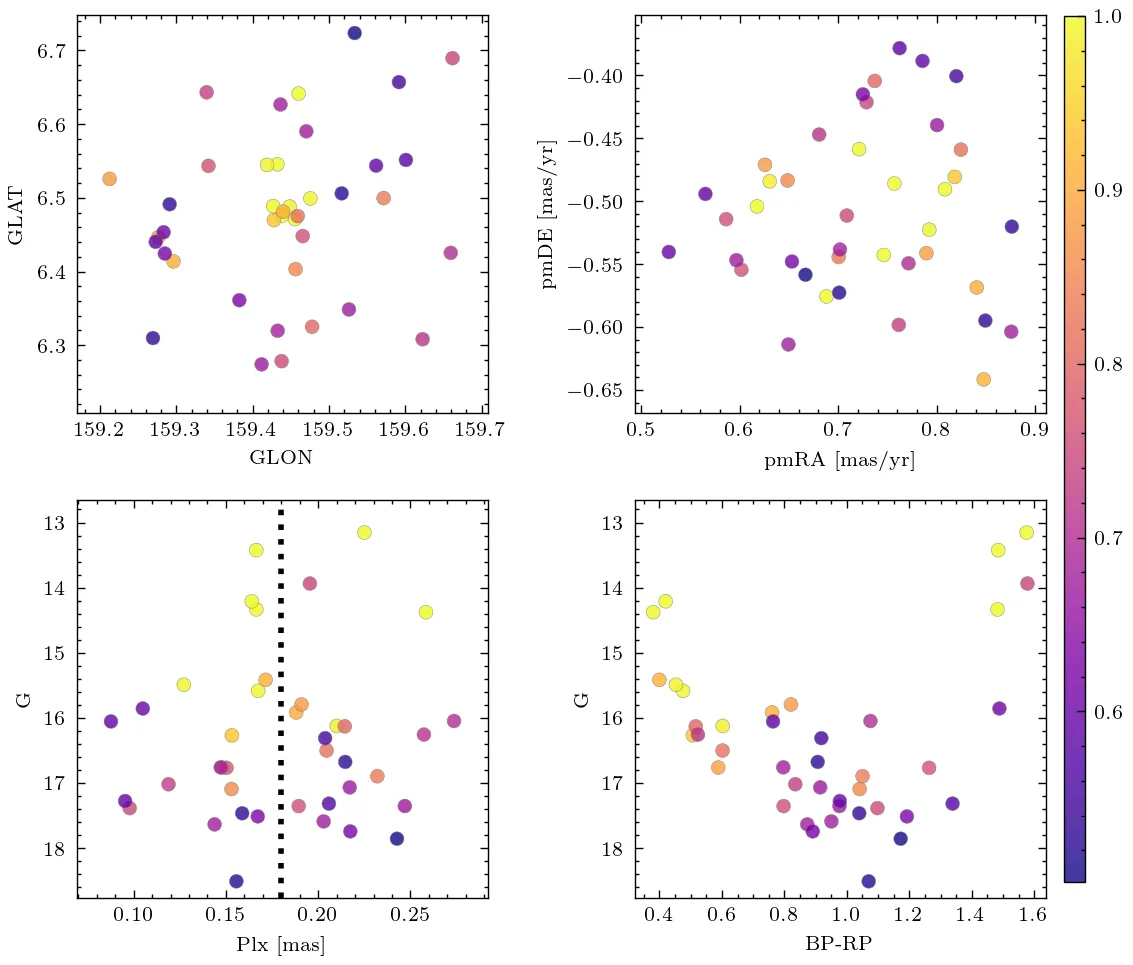 6.7
6.6
6.5
6.4
6.3
GLAT
159.2 159.3 159.4 159.5 159.6 159.7
GLON
−0.40
−0.45
−0.50
−0.55
−0.60
−0.65
pmDE [mas/yr]
0.5 0.6 0.7 0.8 0.9
pmRA [mas/yr]
1.0
0.9
0.8
0.7
0.6
13
14
15
16
17
18
G
0.10 0.15 0.20 0.25
Plx [mas]
13
14
15
16
17
18
G
0.4 0.6 0.8 1.0 1.2 1.4 1.6
BP-RP